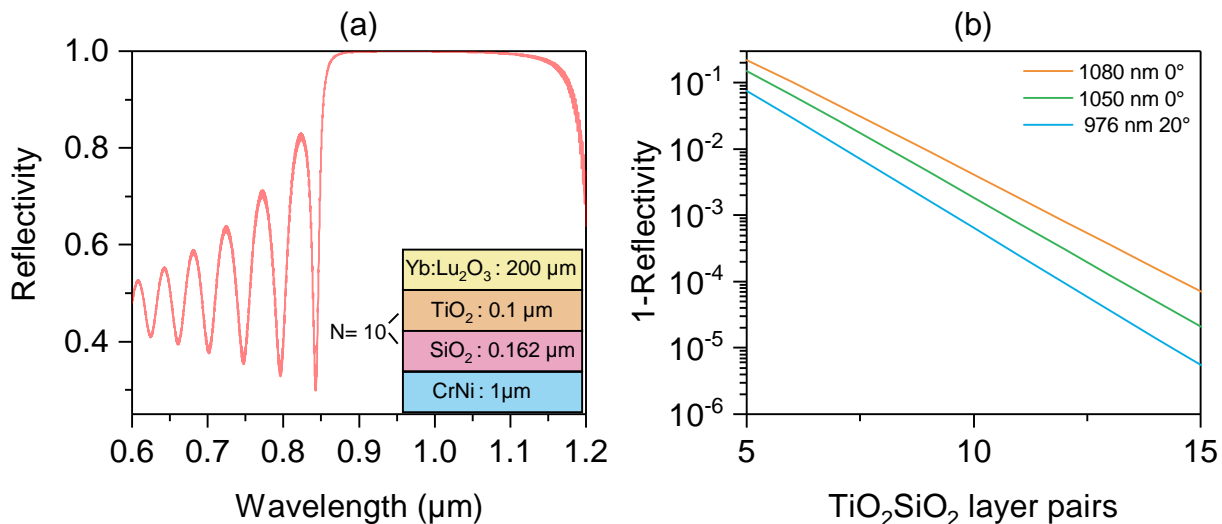 (a)
Reflectivity
1.0
0.8
0.6
0.4
0.6 0.7 0.8 0.9 1.0 1.1 1.2
Wavelength (µm)
Yb:Lu₂O₃ : 200 µm
TiO₂ : 0.1 µm
N= 10
SiO₂ : 0.162 µm
CrNi : 1µm
(b)
1-Reflectivity
10⁻¹
10⁻²
10⁻³
10⁻⁴
10⁻⁵
10⁻⁶
5 10 15
TiO₂SiO₂ layer pairs
1080 nm 0°
1050 nm 0°
976 nm 20°